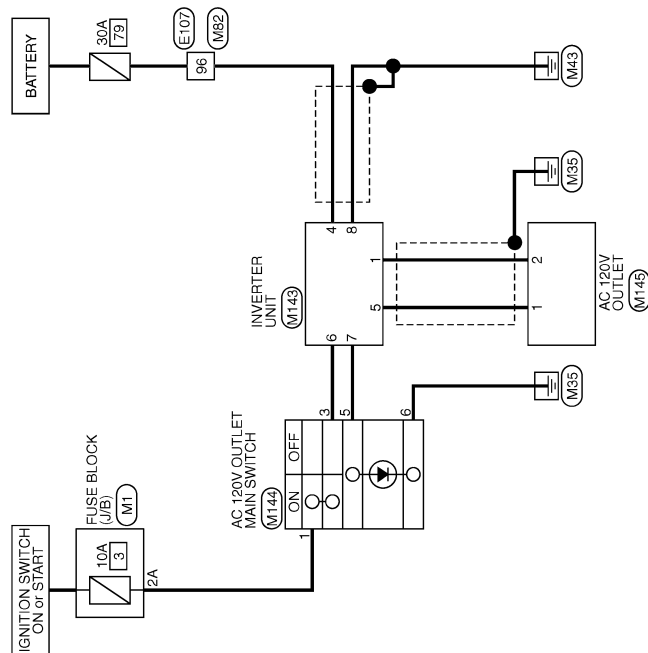 IGNITION SWITCH
ON or START
FUSE BLOCK
(J/B)
M1
10A
3
2A
AC 120V OUTLET
MAIN SWITCH
M144
ON
OFF
1
3
5
6
M35
BATTERY
30A
79
E107
96
M82
INVERTER
UNIT
M143
4
8
6
7
5
1
M43
M35
1
2
AC 120V
OUTLET
M145